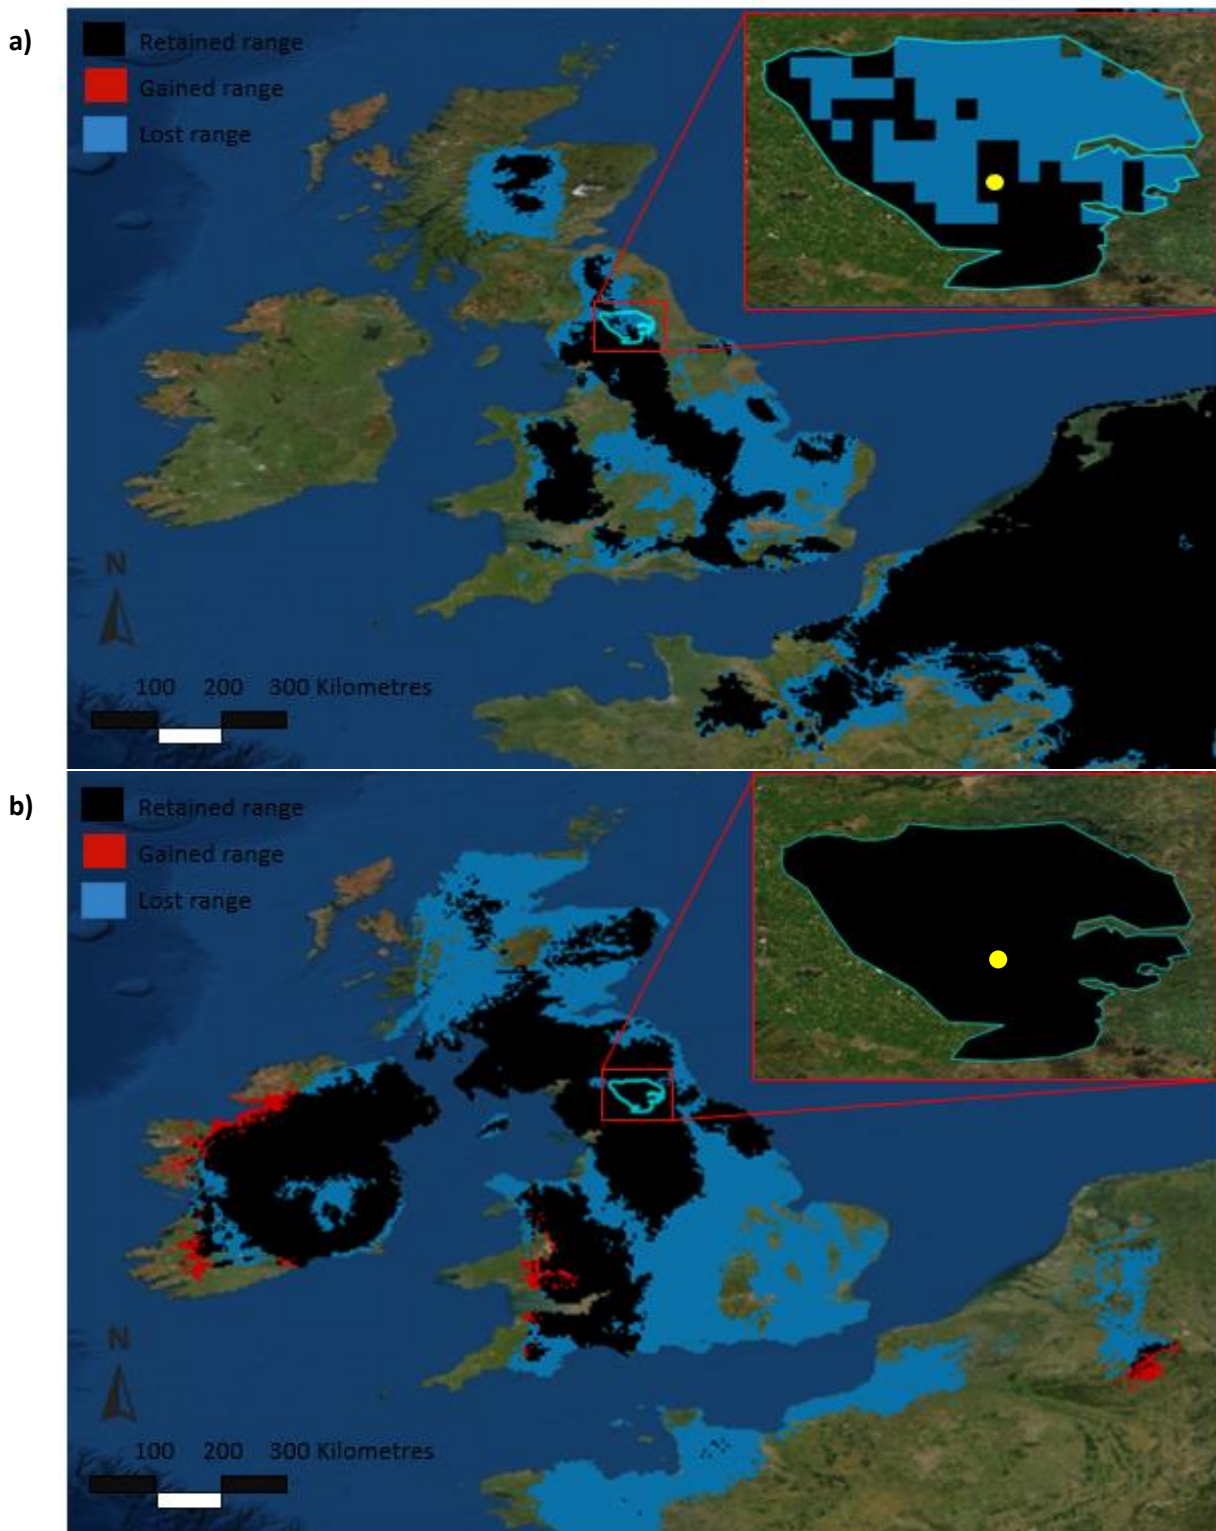 a)
Retained range
Gained range
Lost range
N
100 200 300 Kilometres
b)
Retained range
Gained range
Lost range
N
100 200 300 Kilometres